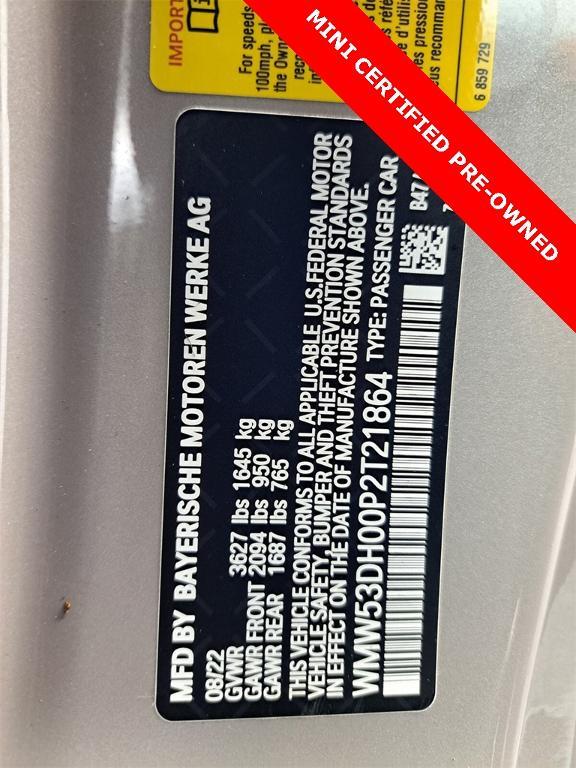 MINI CERTIFIED PRE-OWNED
IMPORT
For speeds
100mph, pl
the Own
reco
6 859 729
MFD BY BAYERISCHE MOTOREN WERKE AG
08/22
GVWR 3627 lbs 1645 kg
GAWR FRONT 2094 lbs 950 kg
GAWR REAR 1687 lbs 765 kg
THIS VEHICLE CONFORMS TO ALL APPLICABLE U.S.FEDERAL MOTOR
VEHICLE SAFETY, BUMPER AND THEFT PREVENTION STANDARDS
IN EFFECT ON THE DATE OF MANUFACTURE SHOWN ABOVE.
WMW53DH00P2T21864 TYPE: PASSENGER CAR
B47